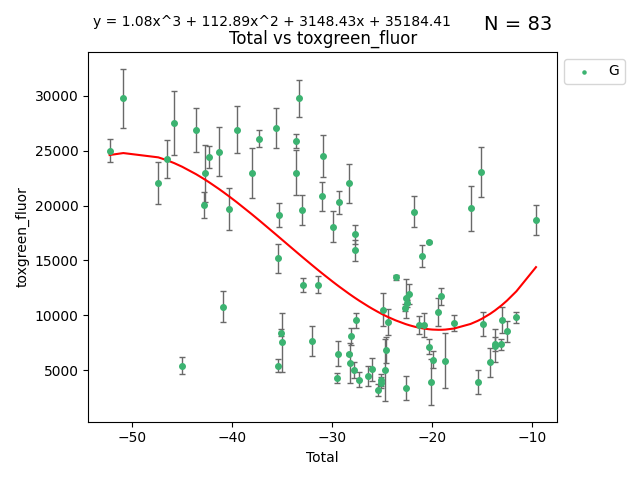 y = 1.08x^3 + 112.89x^2 + 3148.43x + 35184.41
N = 83
Total vs toxgreen_fluor
G
30000
25000
20000
15000
10000
5000
toxgreen_fluor
−50 −40 −30 −20 −10
Total